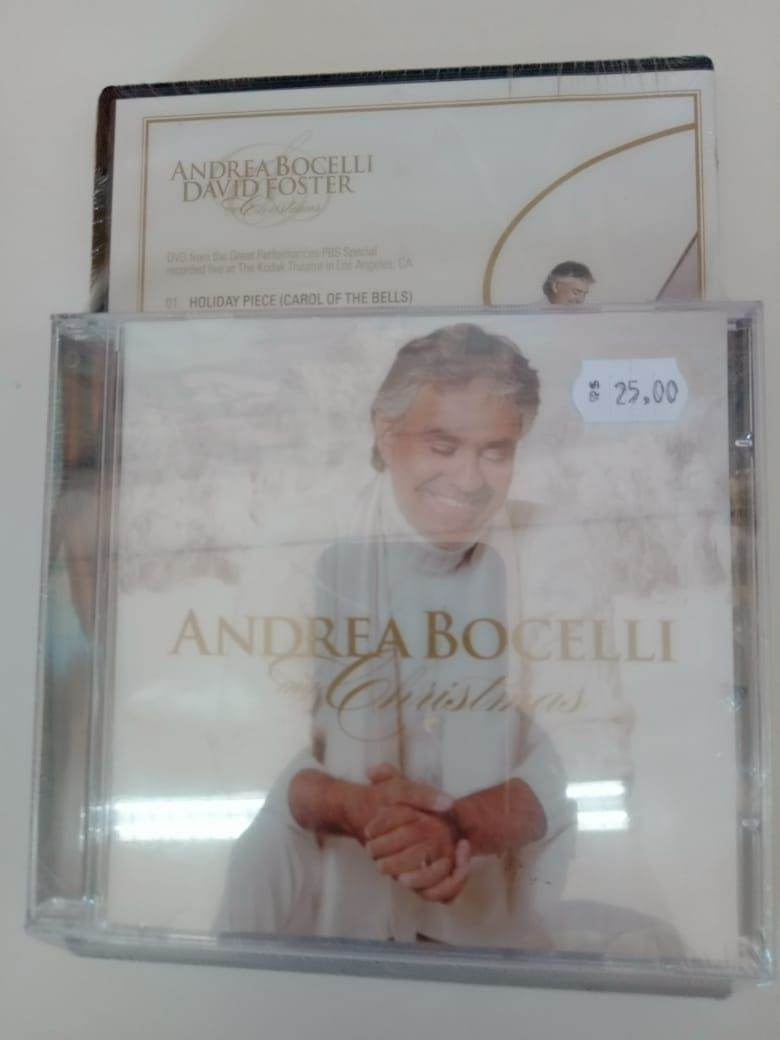 ANDREA BOCELLI
DAVID FOSTER
my Christmas
DVD from the Great Performances PBS Special
recorded live at The Kodak Theatre in Los Angeles, CA
01. HOLIDAY PIECE (CAROL OF THE BELLS)
25,00
ANDREA BOCELLI
my Christmas